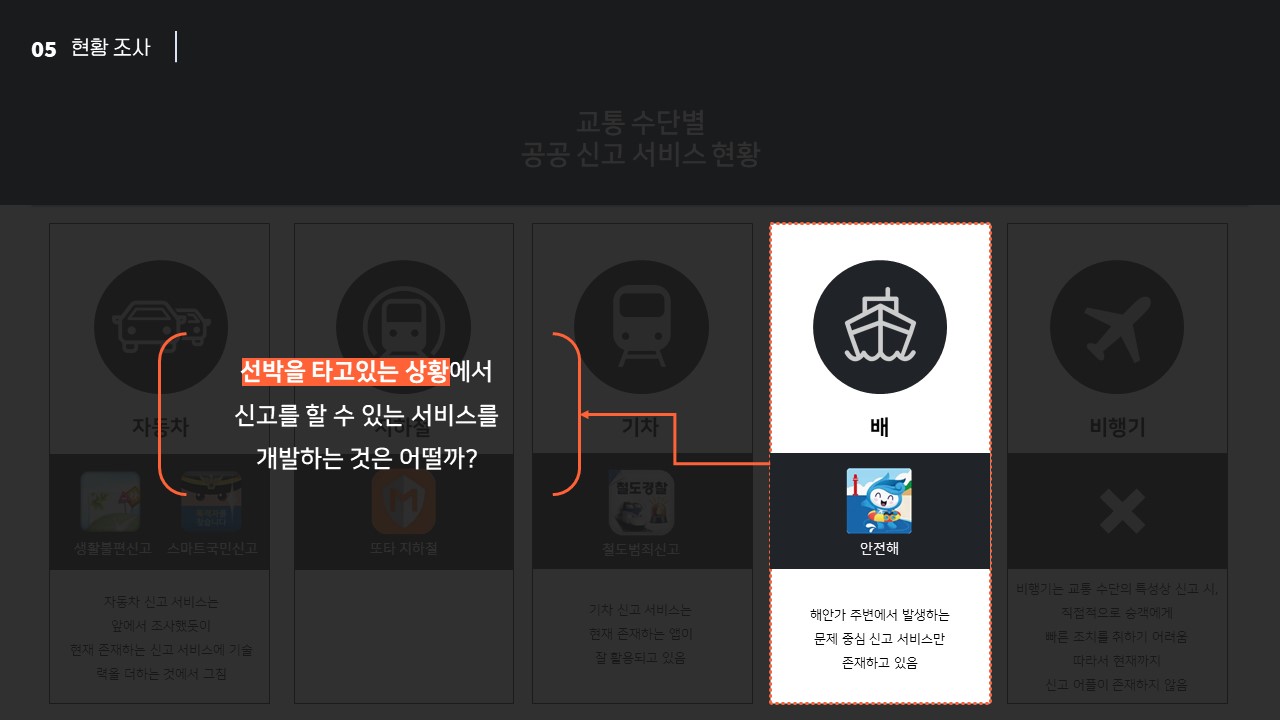 05 현황 조사
교통 수단별
공공 신고 서비스 현황
선박을 타고있는 상황에서
신고를 할 수 있는 서비스를
개발하는 것은 어떨까?
자동차
생활불편신고 스마트국민신고
자동차 신고 서비스는
앞에서 조사했듯이
현재 존재하는 신고 서비스에 기술
력을 더하는 것에서 그침
지하철
또타 지하철
기차
철도경찰
철도범죄신고
기차 신고 서비스는
현재 존재하는 앱이
잘 활용되고 있음
배
안전해
해안가 주변에서 발생하는
문제 중심 신고 서비스만
존재하고 있음
비행기
비행기는 교통 수단의 특성상 신고 시,
직접적으로 승객에게
빠른 조치를 취하기 어려움
따라서 현재까지
신고 어플이 존재하지 않음